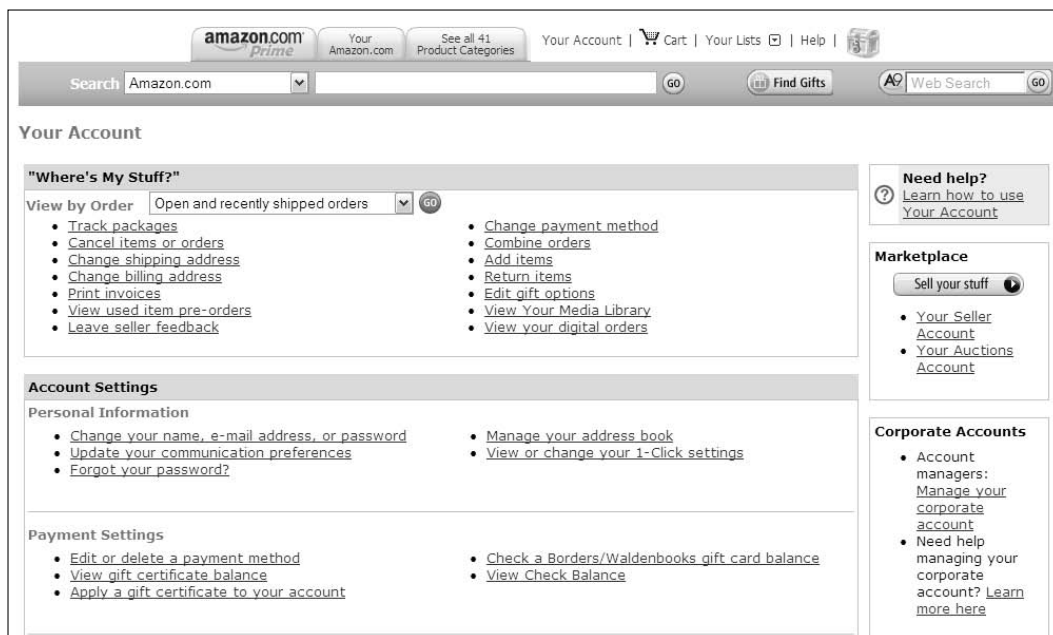 amazon.com Prime
Your Amazon.com
See all 41 Product Categories
Your Account | Cart | Your Lists | Help |
Search Amazon.com GO Find Gifts A9 Web Search GO
Your Account
"Where's My Stuff?"
View by Order Open and recently shipped orders GO
Track packages
Cancel items or orders
Change shipping address
Change billing address
Print invoices
View used item pre-orders
Leave seller feedback
Change payment method
Combine orders
Add items
Return items
Edit gift options
View Your Media Library
View your digital orders
Account Settings
Personal Information
Change your name, e-mail address, or password
Update your communication preferences
Forgot your password?
Manage your address book
View or change your 1-Click settings
Payment Settings
Edit or delete a payment method
View gift certificate balance
Apply a gift certificate to your account
Check a Borders/Waldenbooks gift card balance
View Check Balance
Need help?
Learn how to use
Your Account
Marketplace
Sell your stuff
Your Seller
Account
Your Auctions
Account
Corporate Accounts
Account
managers:
Manage your
corporate
account
Need help
managing your
corporate
account? Learn
more here